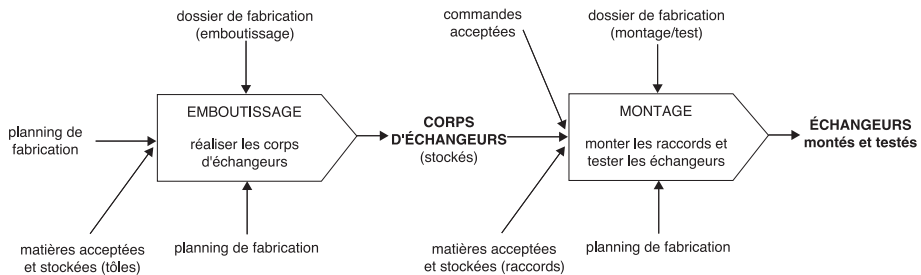 dossier de fabrication
(emboutissage)
commandes
acceptées
dossier de fabrication
(montage/test)
EMBOUTISSAGE
réaliser les corps
d'échangeurs
planning de
fabrication
CORPS
D'ÉCHANGEURS
(stockés)
MONTAGE
monter les raccords et
tester les échangeurs
ÉCHANGEURS
montés et testés
matières acceptées
et stockées (tôles)
planning de fabrication
matières acceptées
et stockées (raccords)
planning de fabrication